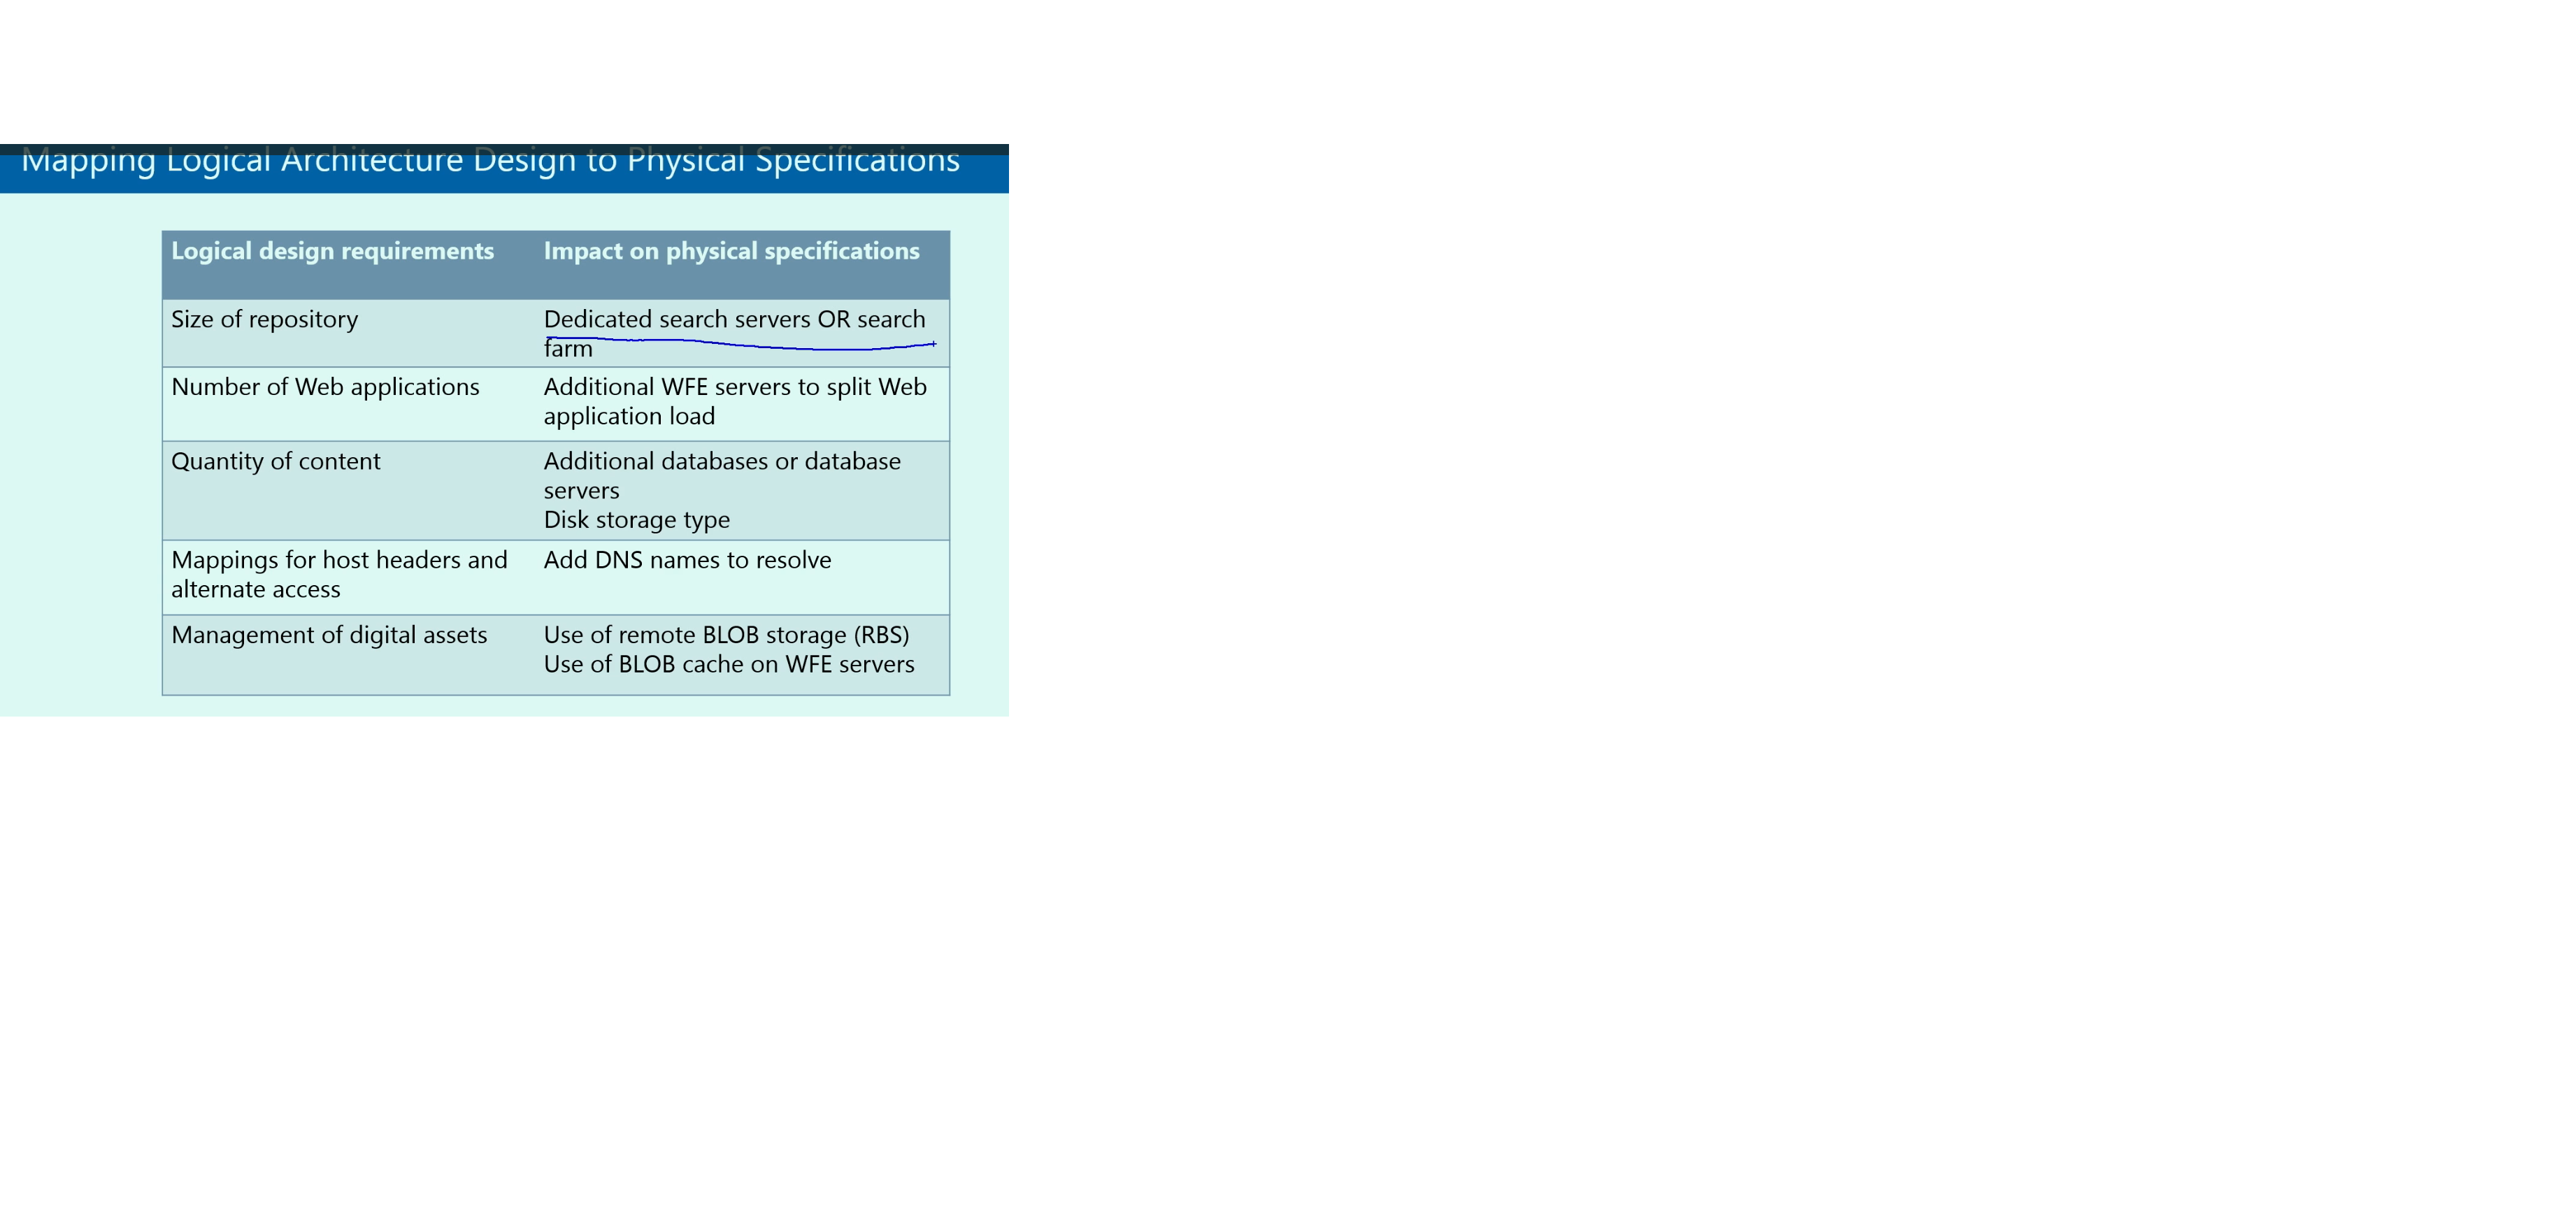 Mapping Logical Architecture Design to Physical Specifications
Logical design requirements
Impact on physical specifications
Size of repository
Dedicated search servers OR search
farm
Number of Web applications
Additional WFE servers to split Web
application load
Quantity of content
Additional databases or database
servers
Disk storage type
Mappings for host headers and
alternate access
Add DNS names to resolve
Management of digital assets
Use of remote BLOB storage (RBS)
Use of BLOB cache on WFE servers